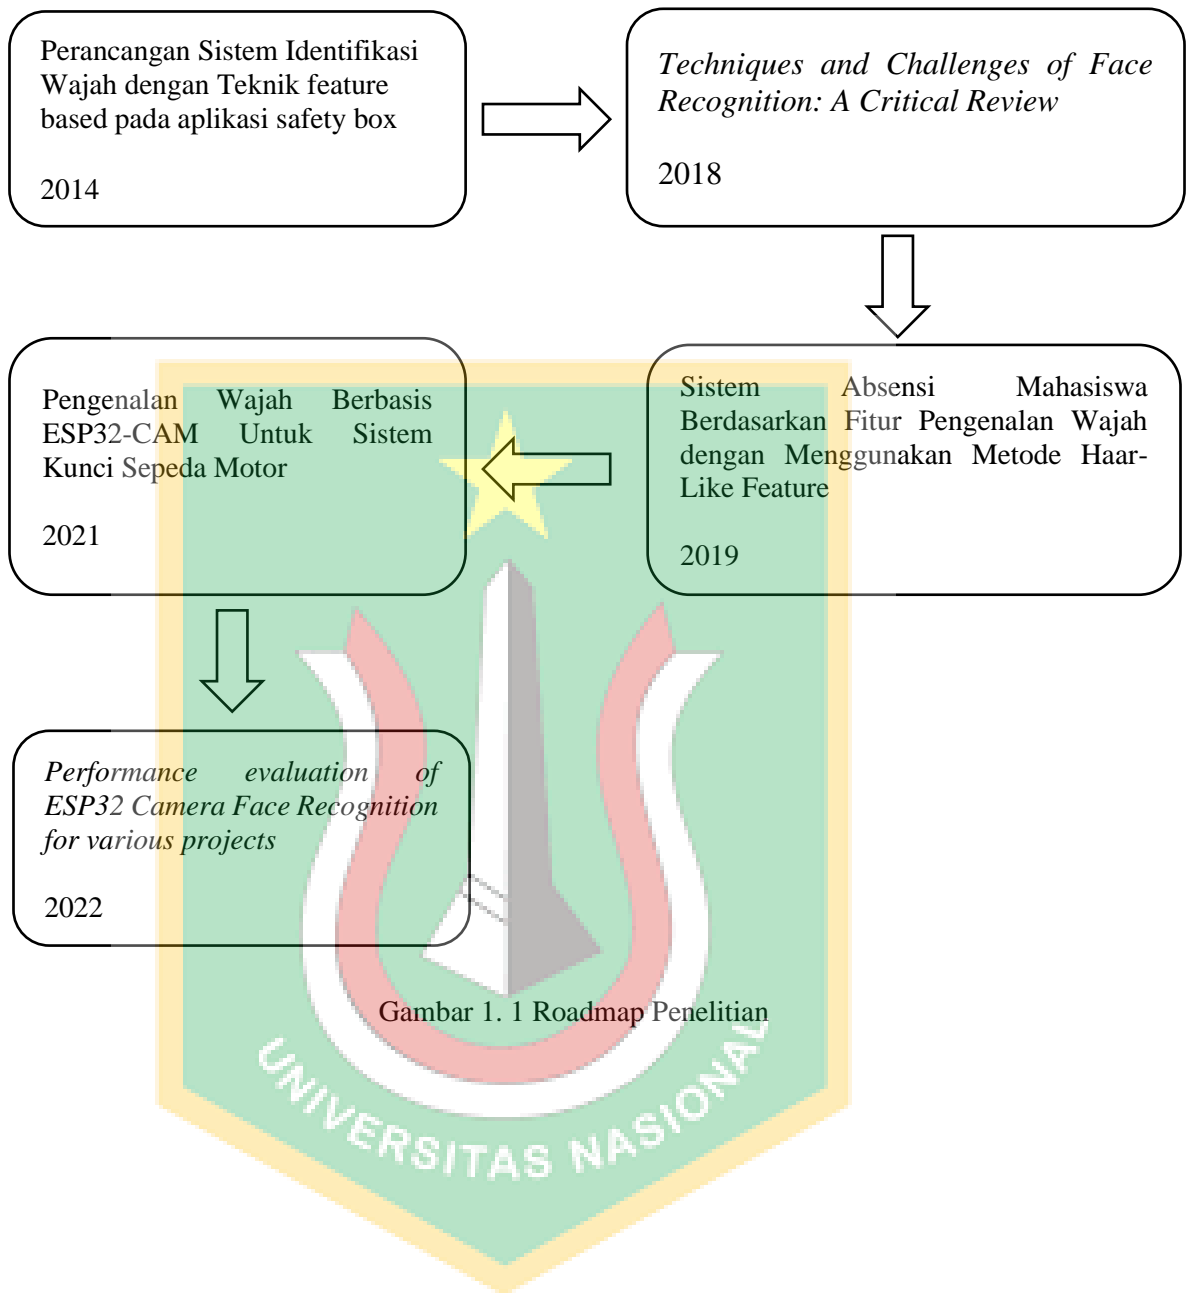 Perancangan Sistem Identifikasi
Wajah dengan Teknik feature
based pada aplikasi safety box
2014
Techniques and Challenges of Face
Recognition: A Critical Review
2018
Sistem Absensi Mahasiswa
Berdasarkan Fitur Pengenalan Wajah
dengan Menggunakan Metode Haar-
Like Feature
2019
Pengenalan Wajah Berbasis
ESP32-CAM Untuk Sistem
Kunci Sepeda Motor
2021
Performance evaluation of
ESP32 Camera Face Recognition
for various projects
2022
Gambar 1. 1 Roadmap Penelitian
UNIVERSITAS NASIONAL